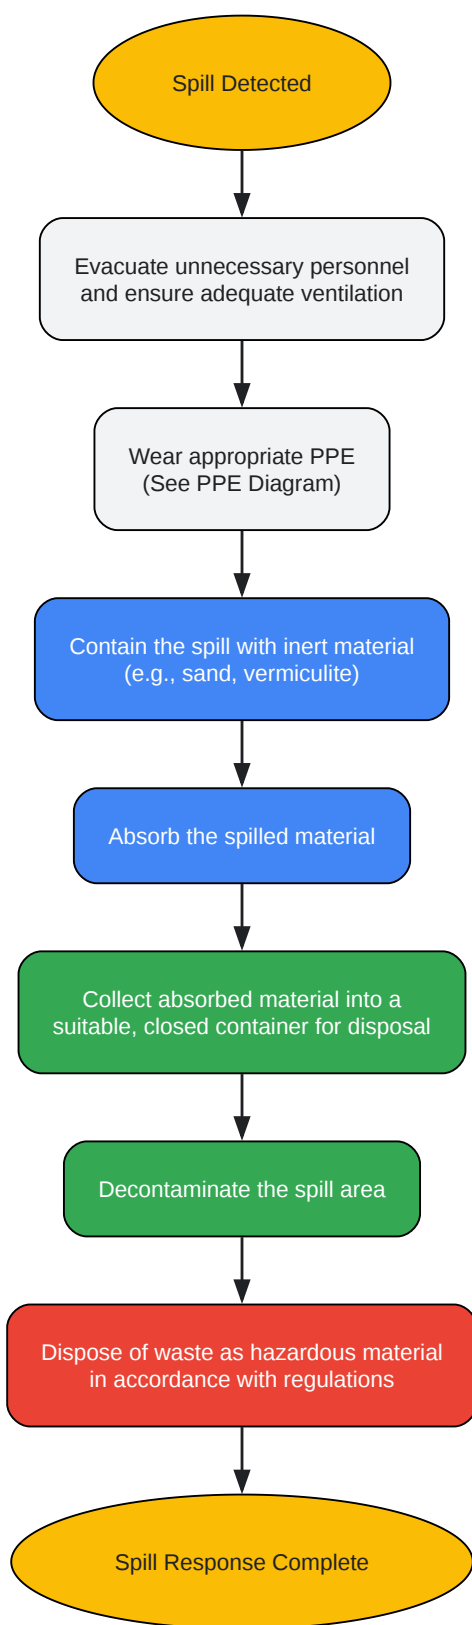 Spill Detected
Evacuate unnecessary personnel
and ensure adequate ventilation
Wear appropriate PPE
(See PPE Diagram)
Contain the spill with inert material
(e.g., sand, vermiculite)
Absorb the spilled material
Collect absorbed material into a
suitable, closed container for disposal
Decontaminate the spill area
Dispose of waste as hazardous material
in accordance with regulations
Spill Response Complete